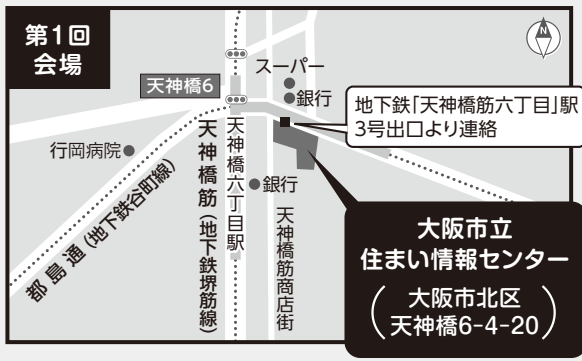 第1回
会場
N
スーパー
銀行
天神橋6
地下鉄「天神橋筋六丁目」駅
3号出口より連絡
行岡病院
都島通(地下鉄谷町線)
天神橋筋(地下鉄堺筋線)
天神橋六丁目駅
銀行
天神橋筋商店街
大阪市立
住まい情報センター
(大阪市北区
天神橋6-4-20)